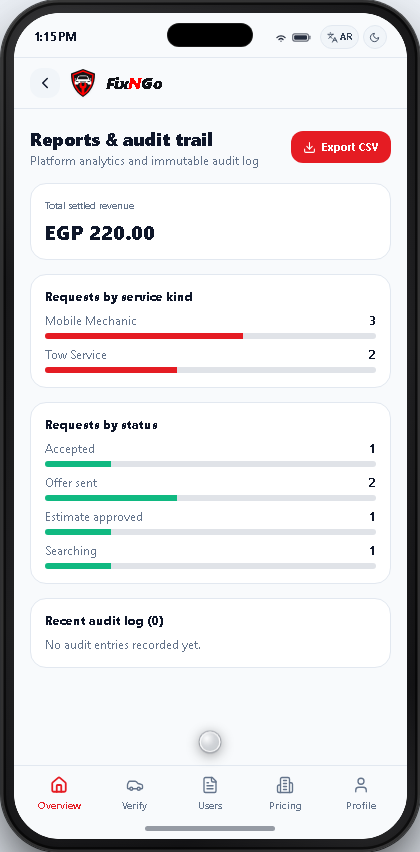 1:15 PM
AR
FixNGo
Reports & audit trail
Platform analytics and immutable audit log
Export CSV
Total settled revenue
EGP 220.00
Requests by service kind
Mobile Mechanic 3
Tow Service 2
Requests by status
Accepted 1
Offer sent 2
Estimate approved 1
Searching 1
Recent audit log (0)
No audit entries recorded yet.
Overview Verify Users Pricing Profile